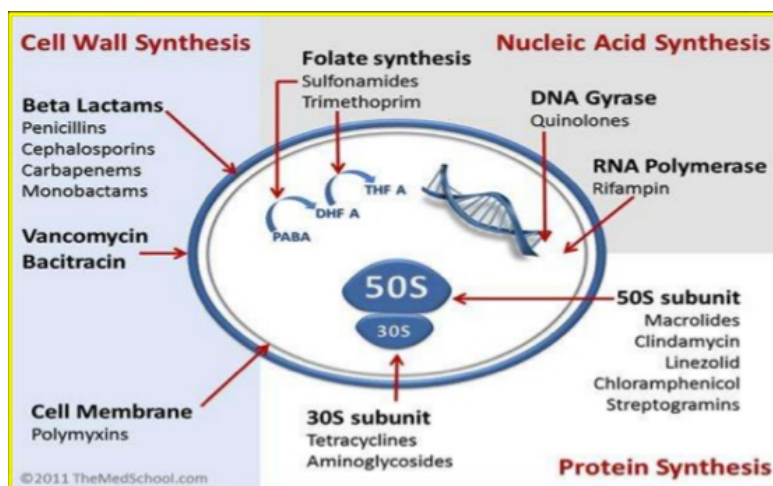 Cell Wall Synthesis
Beta Lactams
Penicillins
Cephalosporins
Carbapenems
Monobactams
Vancomycin
Bacitracin
Cell Membrane
Polymyxins
©2011 TheMedSchool.com
Folate synthesis
Sulfonamides
Trimethoprim
PABA
DHF A
THF A
Nucleic Acid Synthesis
DNA Gyrase
Quinolones
RNA Polymerase
Rifampin
50S
30S
50S subunit
Macrolides
Clindamycin
Linezolid
Chloramphenicol
Streptogramins
30S subunit
Tetracyclines
Aminoglycosides
Protein Synthesis